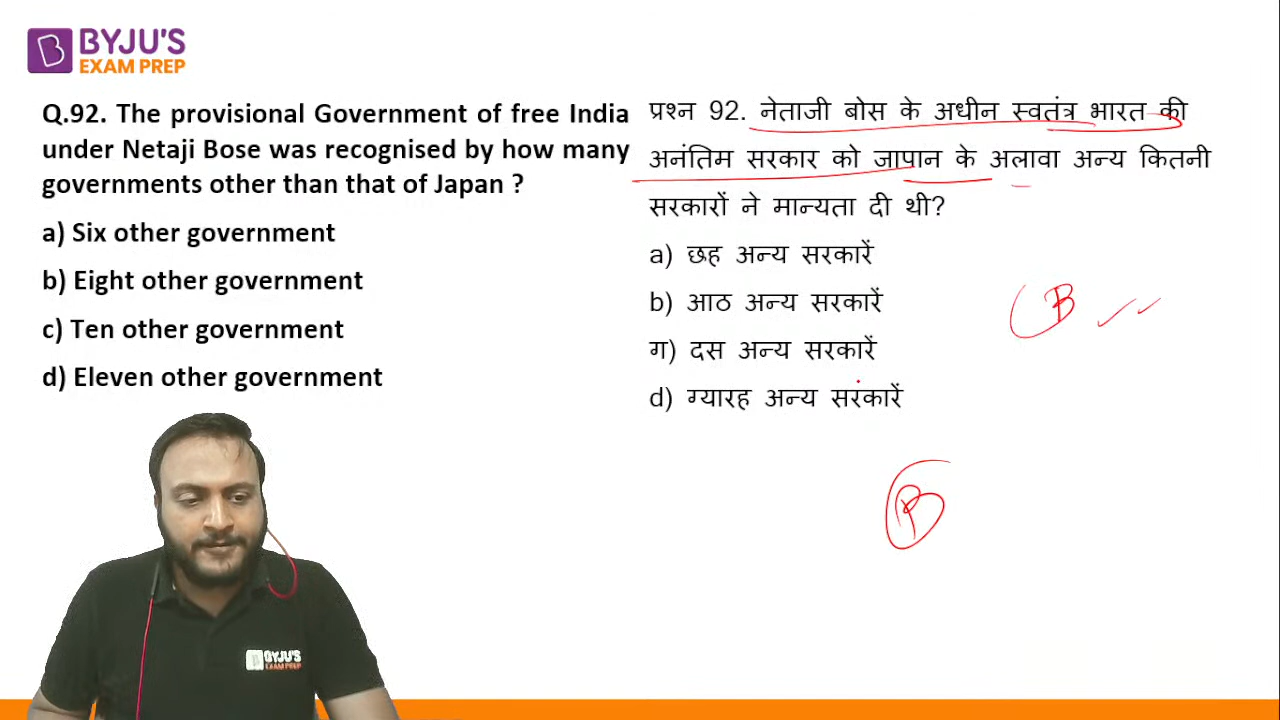 BYJU'S
EXAM PREP
Q.92. The provisional Government of free India
under Netaji Bose was recognised by how many
governments other than that of Japan ?
a) Six other government
b) Eight other government
c) Ten other government
d) Eleven other government
प्रश्न 92. नेताजी बोस के अधीन स्वतंत्र भारत की
अनंतिम सरकार को जापान के अलावा अन्य कितनी
सरकारों ने मान्यता दी थी?
a) छह अन्य सरकारें
b) आठ अन्य सरकारें
ग) दस अन्य सरकारें
d) ग्यारह अन्य सरकारें
B
B
BYJU'S
EXAM PREP